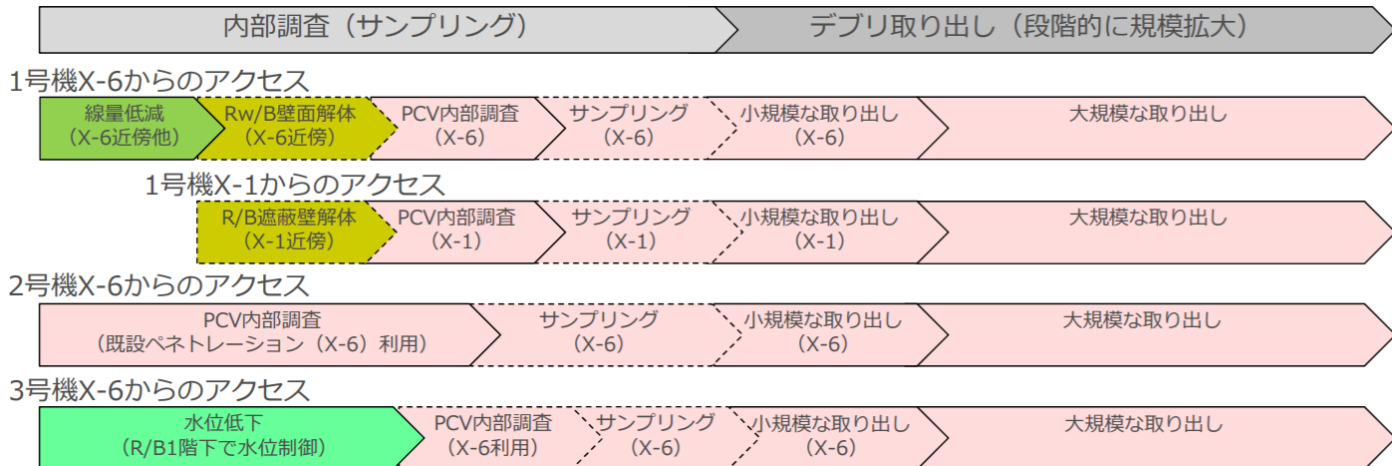 内部調査（サンプリング）
デブリ取り出し（段階的に規模拡大）
1号機X-6からのアクセス
線量低減
（X-6近傍他）
Rw/B壁面解体
（X-6近傍）
PCV内部調査
（X-6）
サンプリング
（X-6）
小規模な取り出し
（X-6）
大規模な取り出し
1号機X-1からのアクセス
R/B遮蔽壁解体
（X-1近傍）
PCV内部調査
（X-1）
サンプリング
（X-1）
小規模な取り出し
（X-1）
大規模な取り出し
2号機X-6からのアクセス
PCV内部調査
（既設ペネトレーション（X-6）利用）
サンプリング
（X-6）
小規模な取り出し
（X-6）
大規模な取り出し
3号機X-6からのアクセス
水位低下
（R/B1階下で水位制御）
PCV内部調査
（X-6利用）
サンプリング
（X-6）
小規模な取り出し
（X-6）
大規模な取り出し